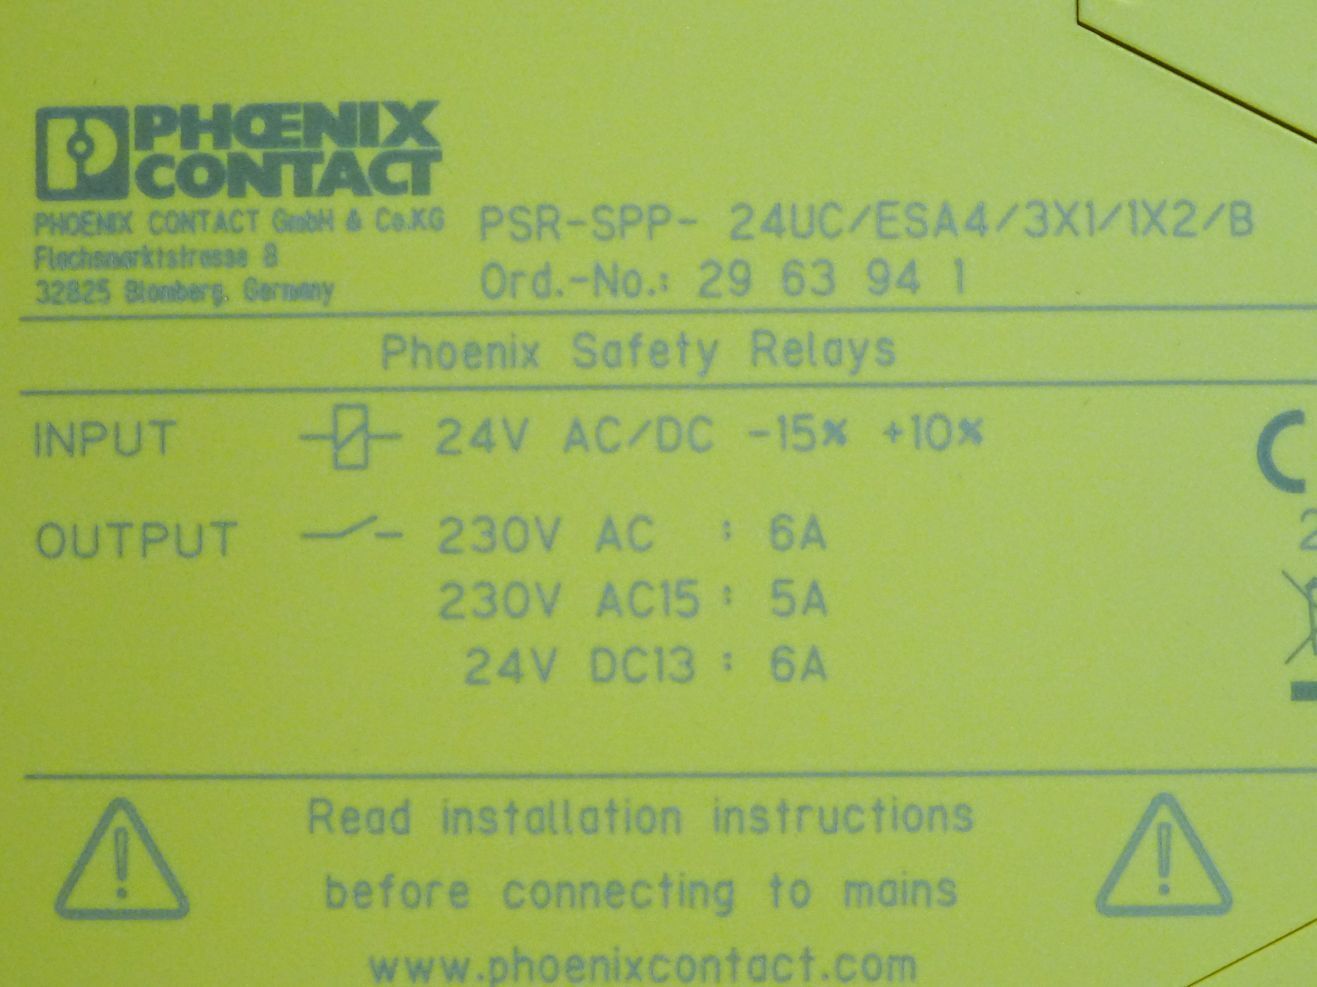 PHOENIX
CONTACT
PHOENIX CONTACT GmbH & Co.KG
Flachsmarktstrasse 8
32825 Blomberg, Germany
PSR-SPP- 24UC/ESA4/3X1/1X2/B
Ord.-No.: 29 63 94 1
Phoenix Safety Relays
INPUT 24V AC/DC -15% +10%
OUTPUT 230V AC : 6A
230V AC15 : 5A
24V DC13 : 6A
C
2
Read installation instructions
before connecting to mains
www.phoenixcontact.com